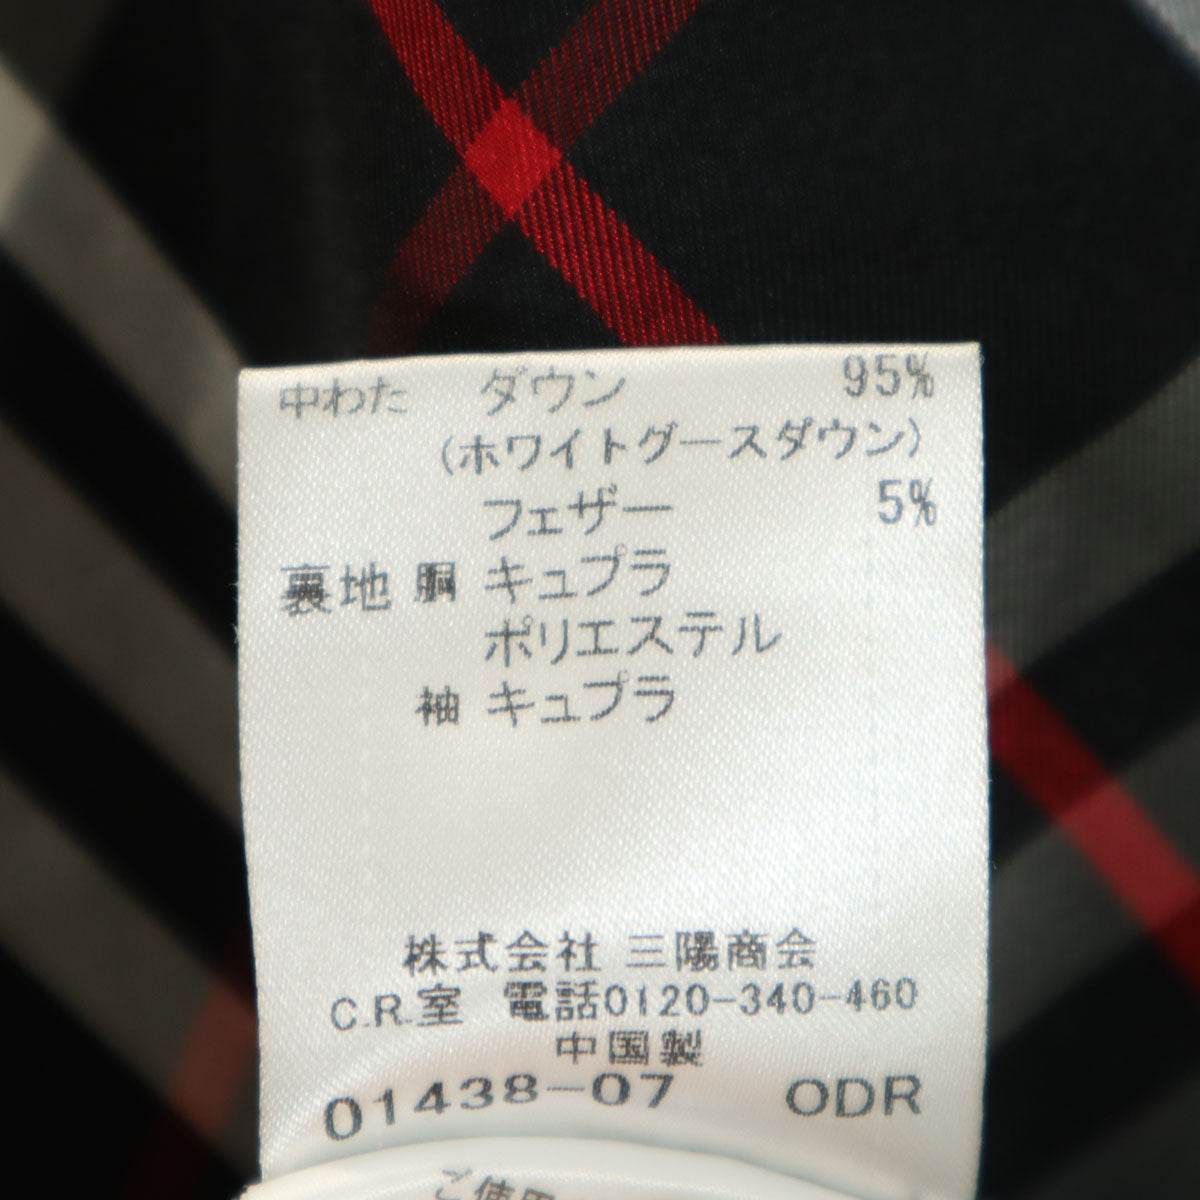 中わた ダウン 95%
(ホワイトグースダウン)
フェザー 5%
裏地 胴 キュプラ
ポリエステル
袖 キュプラ
株式会社 三陽商会
C.R.室 電話0120-340-460
中国製
01438-07 ODR
ご使用